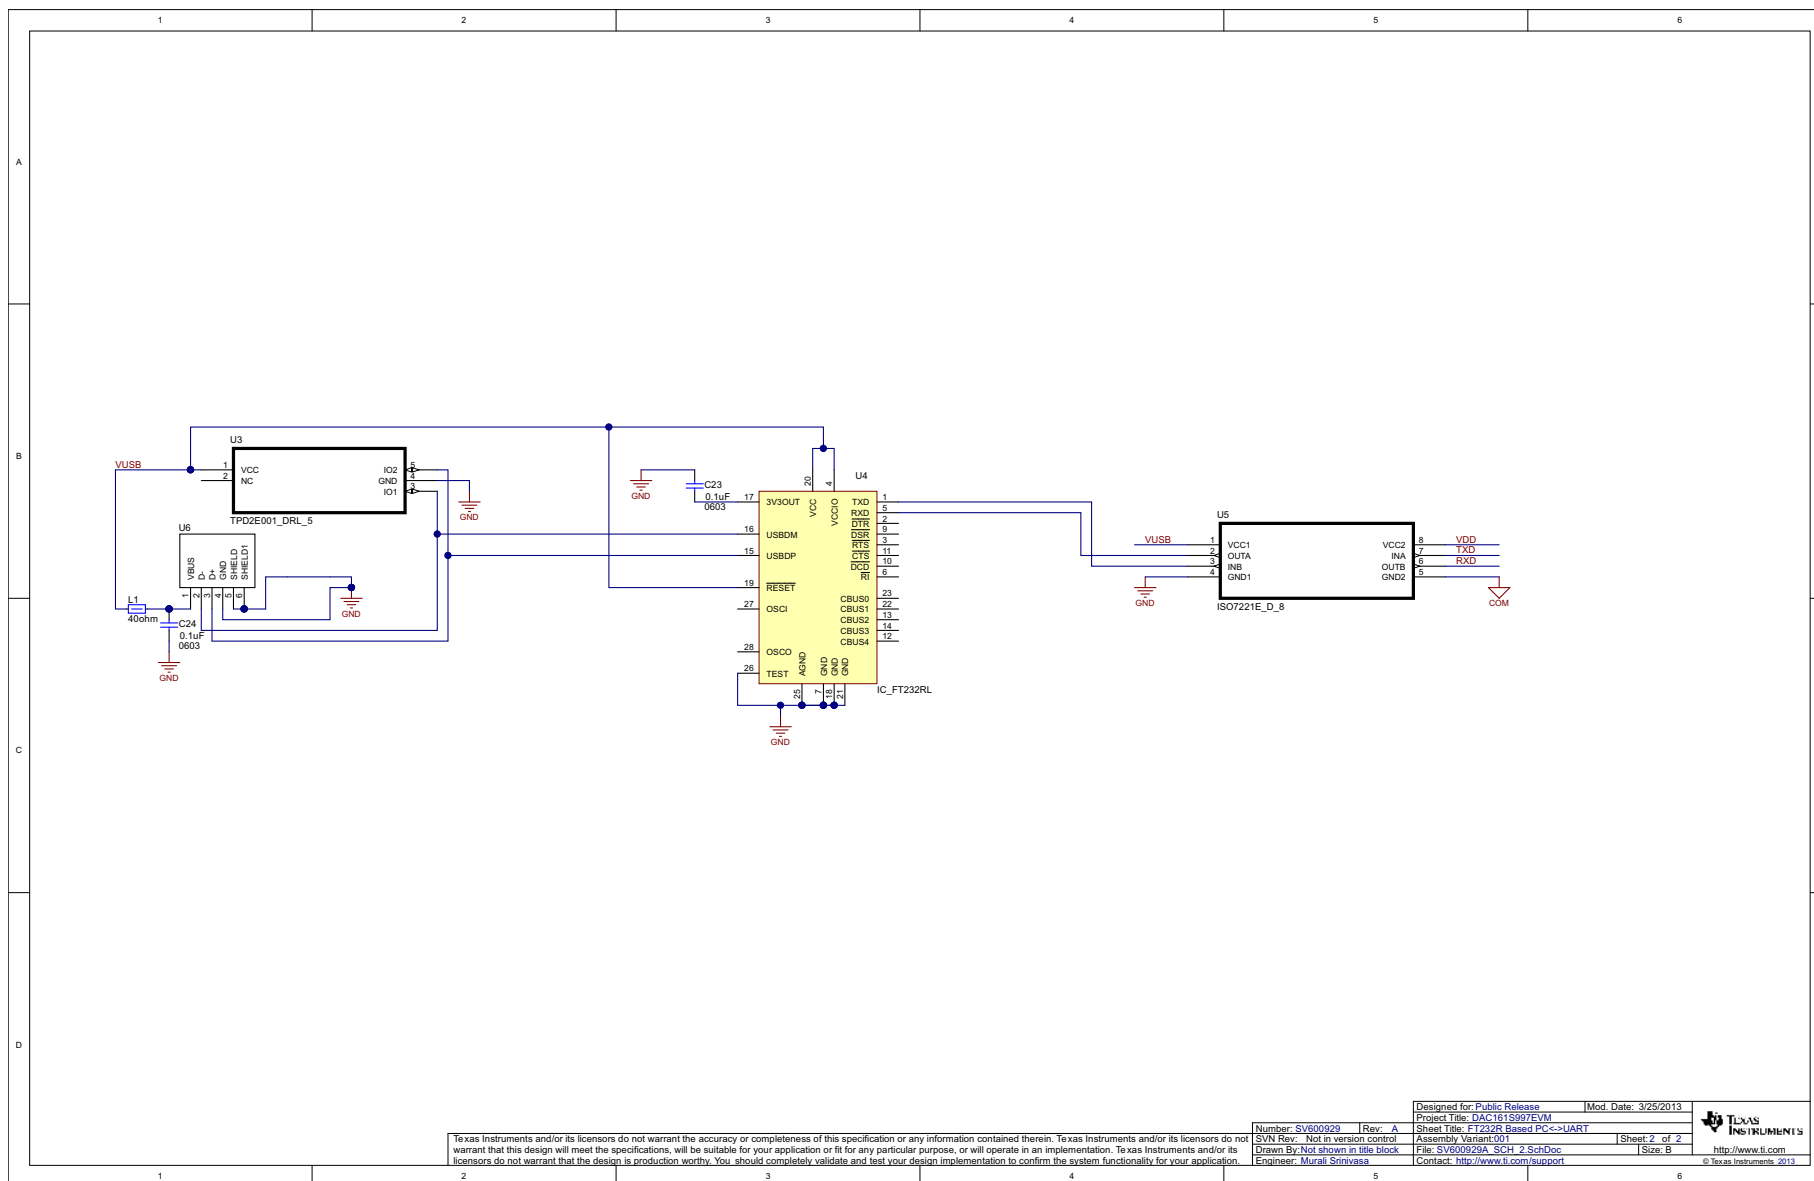 1 2 3 4 5 6
A
B
C
D
VUSB
U3
1 VCC
2 NC
IO2 5
GND 4
IO1 3
TPD2E001_DRL_5
GND
U6
VBUS D- D+ GND SHIELD SHIELD1
1 2 3 4 5 6
GND
L1
40ohm
C24
0.1uF
0603
GND
GND
C23
0.1uF
0603
U4
20 4
VCC VCCIO
17 3V3OUT
16 USBDM
15 USBDP
19 RESET
27 OSCI
28 OSCO
26 TEST
TXD 1
RXD 5
DTR 2
DSR 9
RTS 3
CTS 11
DCD 10
RI 6
CBUS0 23
CBUS1 22
CBUS2 13
CBUS3 14
CBUS4 12
AGND GND GND GND
25 7 18 21
IC_FT232RL
GND
U5
VUSB 1 VCC1
2 OUTA
3 INB
4 GND1
GND
VCC2 8 VDD
INA 7 TXD
OUTB 6 RXD
GND2 5
COM
ISO7221E_D_8
Texas Instruments and/or its licensors do not warrant the accuracy or completeness of this specification or any information contained therein. Texas Instruments and/or its licensors do not
warrant that this design will meet the specifications, will be suitable for your application or fit for any particular purpose, or will operate in an implementation. Texas Instruments and/or its
licensors do not warrant that the design is production worthy. You should completely validate and test your design implementation to confirm the system functionality for your application.
Number: SV600929 Rev: A
SVN Rev: Not in version control
Drawn By: Not shown in title block
Engineer: Murali Srinivasa
Designed for: Public Release Mod. Date: 3/25/2013
Project Title: DAC161S997EVM
Sheet Title: FT232R Based PC<->UART
Assembly Variant: 001 Sheet: 2 of 2
File: SV600929A_SCH_2.SchDoc Size: B
Contact: http://www.ti.com/support
TEXAS
INSTRUMENTS
http://www.ti.com
© Texas Instruments 2013
1 2 3 4 5 6